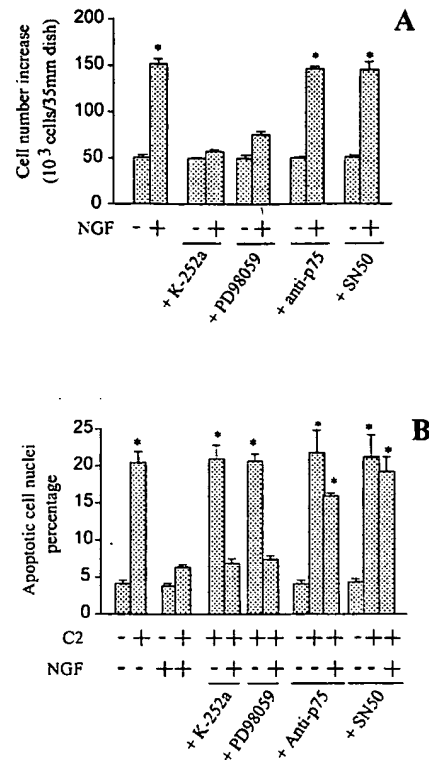 A
Cell number increase
(10³ cells/35mm dish)
200
150
100
50
0
* * *
NGF - + - + - + - + - +
+ K-252a
+ PD98059
+ anti-p75
+ SN50
B
Apoptotic cell nuclei
percentage
25
20
15
10
5
0
* * * * * * *
C2 - + - + + + + + - + + - + +
NGF - - + + - + - + - - + - - +
+ K-252a
+ PD98059
+ Anti-p75
+ SN50